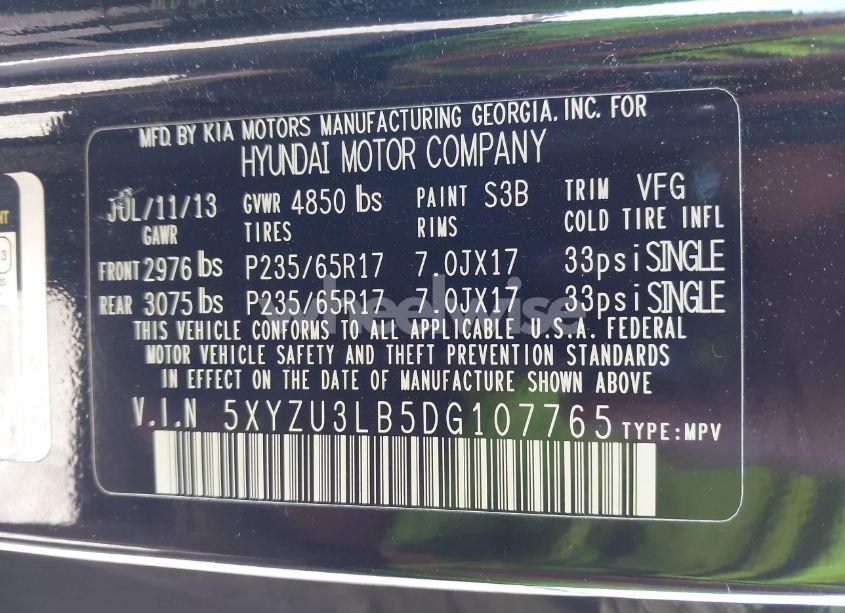 MFD. BY KIA MOTORS MANUFACTURING GEORGIA. INC. FOR
HYUNDAI MOTOR COMPANY
JUL/11/13 GVWR 4850 lbs PAINT S3B TRIM VFG
GAWR TIRES RIMS COLD TIRE INFL
FRONT 2976 lbs P235/65R17 7.0JX17 33psi SINGLE
REAR 3075 lbs P235/65R17 7.0JX17 33psi SINGLE
THIS VEHICLE CONFORMS TO ALL APPLICABLE U.S.A. FEDERAL
MOTOR VEHICLE SAFETY AND THEFT PREVENTION STANDARDS
IN EFFECT ON THE DATE OF MANUFACTURE SHOWN ABOVE
V.I.N 5XYZU3LB5DG107765 TYPE:MPV